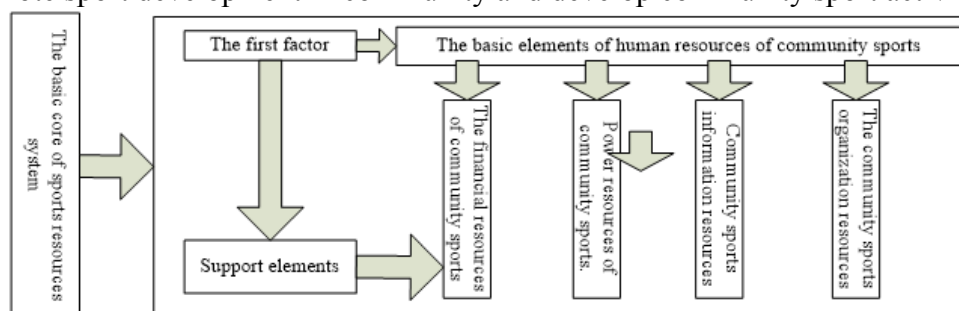 The basic core of sports resources
system
The first factor
The basic elements of human resources of community sports
The financial resources
of community sports
Power resources of
community sports.
Community sports
information resources
The community sports
organization resources
Support elements